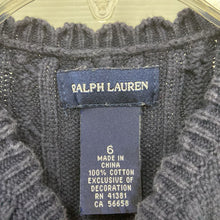 RALPH LAUREN
6
MADE IN
CHINA
100% COTTON
EXCLUSIVE OF
DECORATION
RN 41381
CA 56658